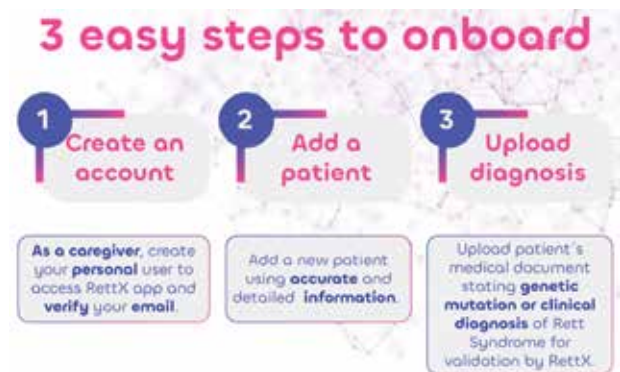 3 easy steps to onboard
1
Create an
account
As a caregiver, create
your personal user to
access RettX app and
verify your email.
2
Add a
patient
Add a new patient
using accurate and
detailed information.
3
Upload
diagnosis
Upload patient´s
medical document
stating genetic
mutation or clinical
diagnosis of Rett
Syndrome for
validation by RettX.